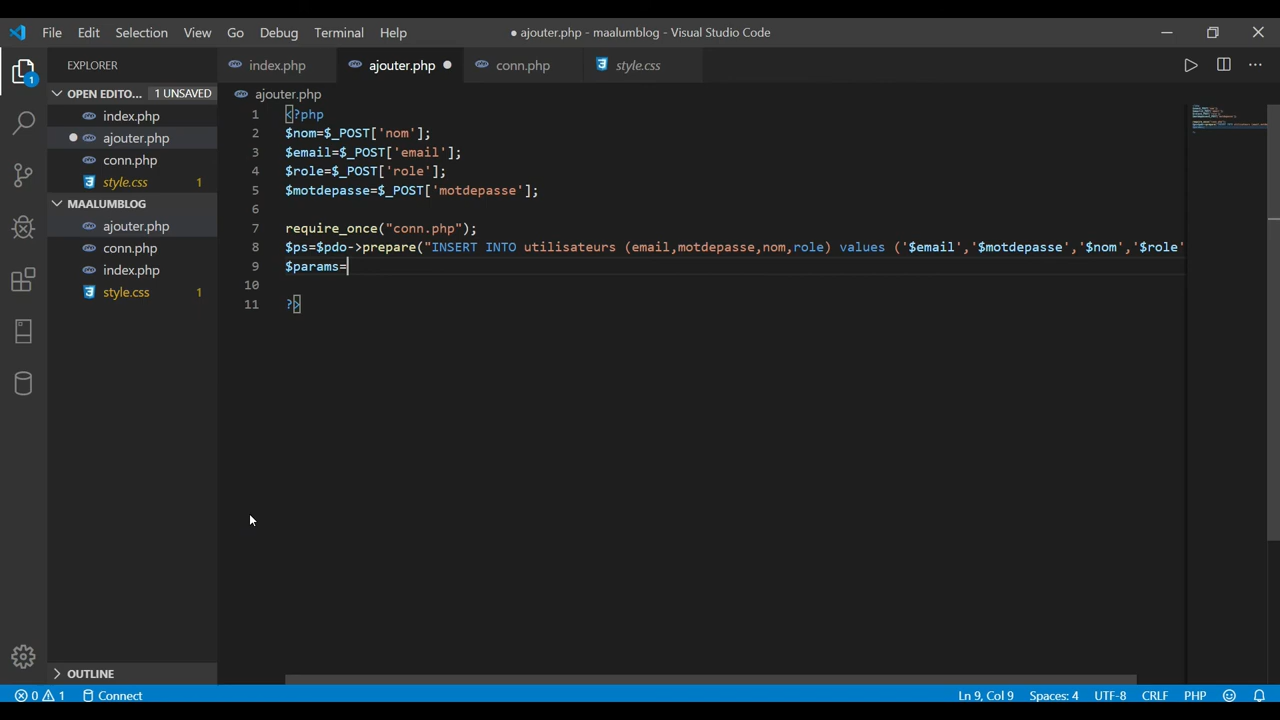 File Edit Selection View Go Debug Terminal Help
● ajouter.php - maalumblog - Visual Studio Code
EXPLORER
index.php ajouter.php ● conn.php style.css
OPEN EDITO... 1 UNSAVED
index.php
● ajouter.php
conn.php
style.css 1
MAALUMBLOG
ajouter.php
conn.php
index.php
style.css 1
OUTLINE
1
ajouter.php
1 <?php
2 $nom=$_POST['nom'];
3 $email=$_POST['email'];
4 $role=$_POST['role'];
5 $motdepasse=$_POST['motdepasse'];
6
7 require_once("conn.php");
8 $ps=$pdo->prepare("INSERT INTO utilisateurs (email,motdepasse,nom,role) values ('$email','$motdepasse','$nom','$role'
9 $params=
10
11 ?>
0 1 Connect
Ln 9, Col 9 Spaces: 4 UTF-8 CRLF PHP